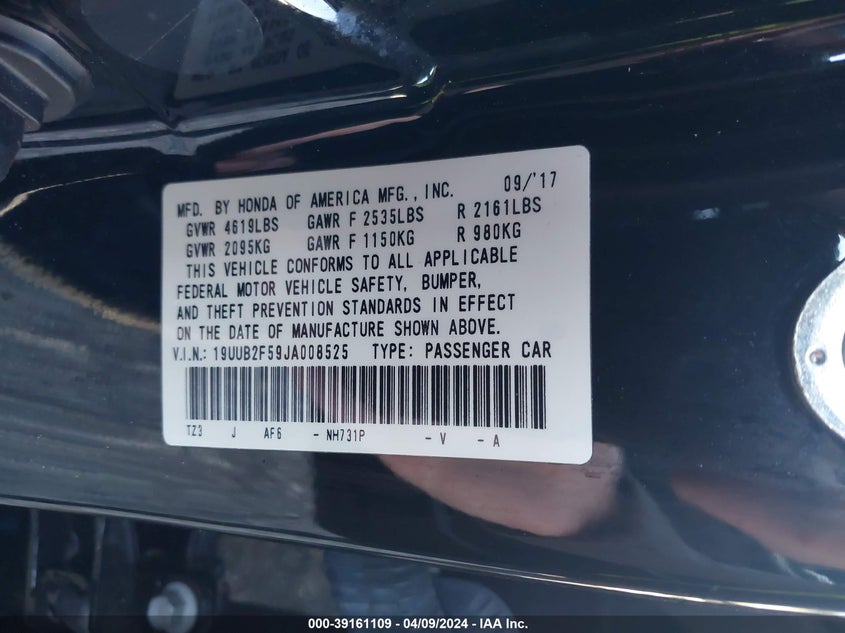 MFD. BY HONDA OF AMERICA MFG., INC. 09/'17
GVWR 4619LBS GAWR F 2535LBS R 2161LBS
GVWR 2095KG GAWR F 1150KG R 980KG
THIS VEHICLE CONFORMS TO ALL APPLICABLE
FEDERAL MOTOR VEHICLE SAFETY, BUMPER,
AND THEFT PREVENTION STANDARDS IN EFFECT
ON THE DATE OF MANUFACTURE SHOWN ABOVE.
V.I.N.: 19UUB2F59JA008525 TYPE: PASSENGER CAR
TZ3 J AF6 - NH731P - V - A
000-39161109 - 04/09/2024 - IAA Inc.